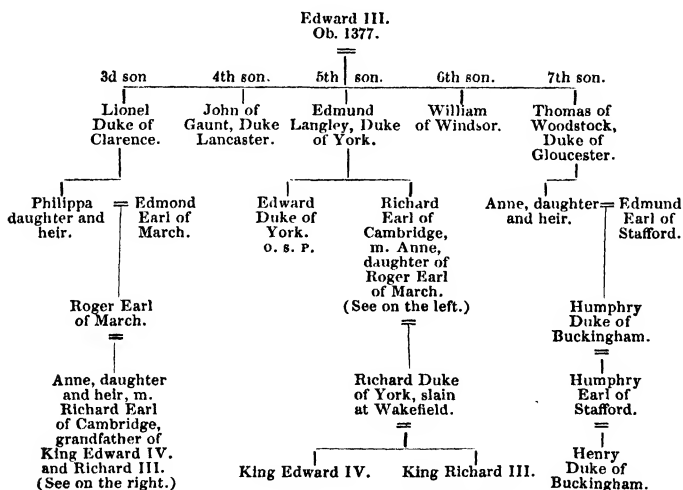 Edward III.
Ob. 1377.
3d son 4th son. 5th son. 6th son. 7th son.
Lionel
Duke of
Clarence.
John of
Gaunt, Duke
Lancaster.
Edmund
Langley, Duke
of York.
William
of Windsor.
Thomas of
Woodstock,
Duke of
Gloucester.
Philippa
daughter and
heir.
= Edmond
Earl of
March.
Edward
Duke of
York.
O. S. P.
Richard
Earl of
Cambridge,
m. Anne,
daughter of
Roger Earl
of March.
(See on the left.)
Anne, daughter
and heir.
= Edmund
Earl of
Stafford.
Roger Earl
of March.
=
Humphry
Duke of
Buckingham.
=
Anne, daughter
and heir, m.
Richard Earl
of Cambridge,
grandfather of
King Edward IV.
and Richard III.
(See on the right.)
Richard Duke
of York, slain
at Wakefield.
=
Humphry
Earl of
Stafford.
=
King Edward IV. King Richard III.
Henry
Duke of
Buckingham.